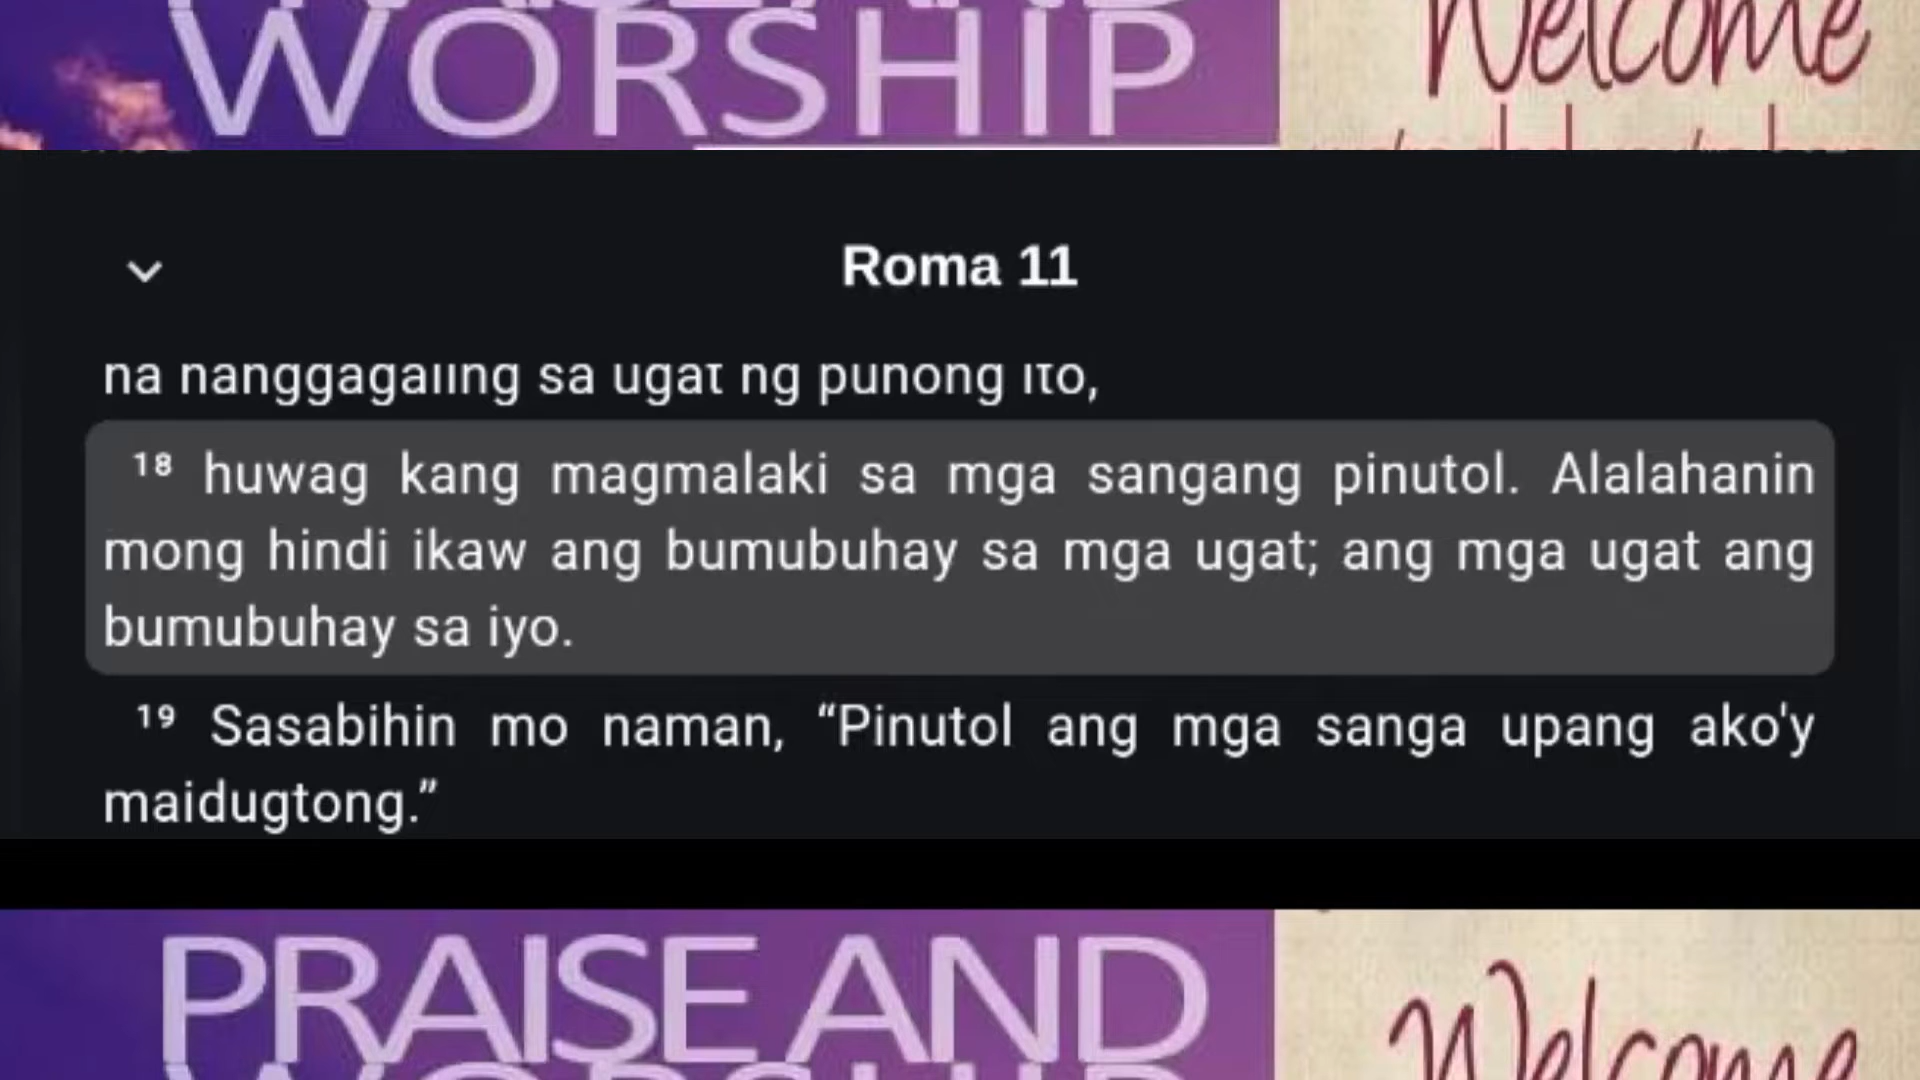 WORSHIP
Welcome
Roma 11
na nanggagaling sa ugat ng punong ito,
18 huwag kang magmalaki sa mga sangang pinutol. Alalahanin
mong hindi ikaw ang bumubuhay sa mga ugat; ang mga ugat ang
bumubuhay sa iyo.
19 Sasabihin mo naman, “Pinutol ang mga sanga upang ako'y
maidugtong.”
PRAISE AND
WORSHIP
Welcome